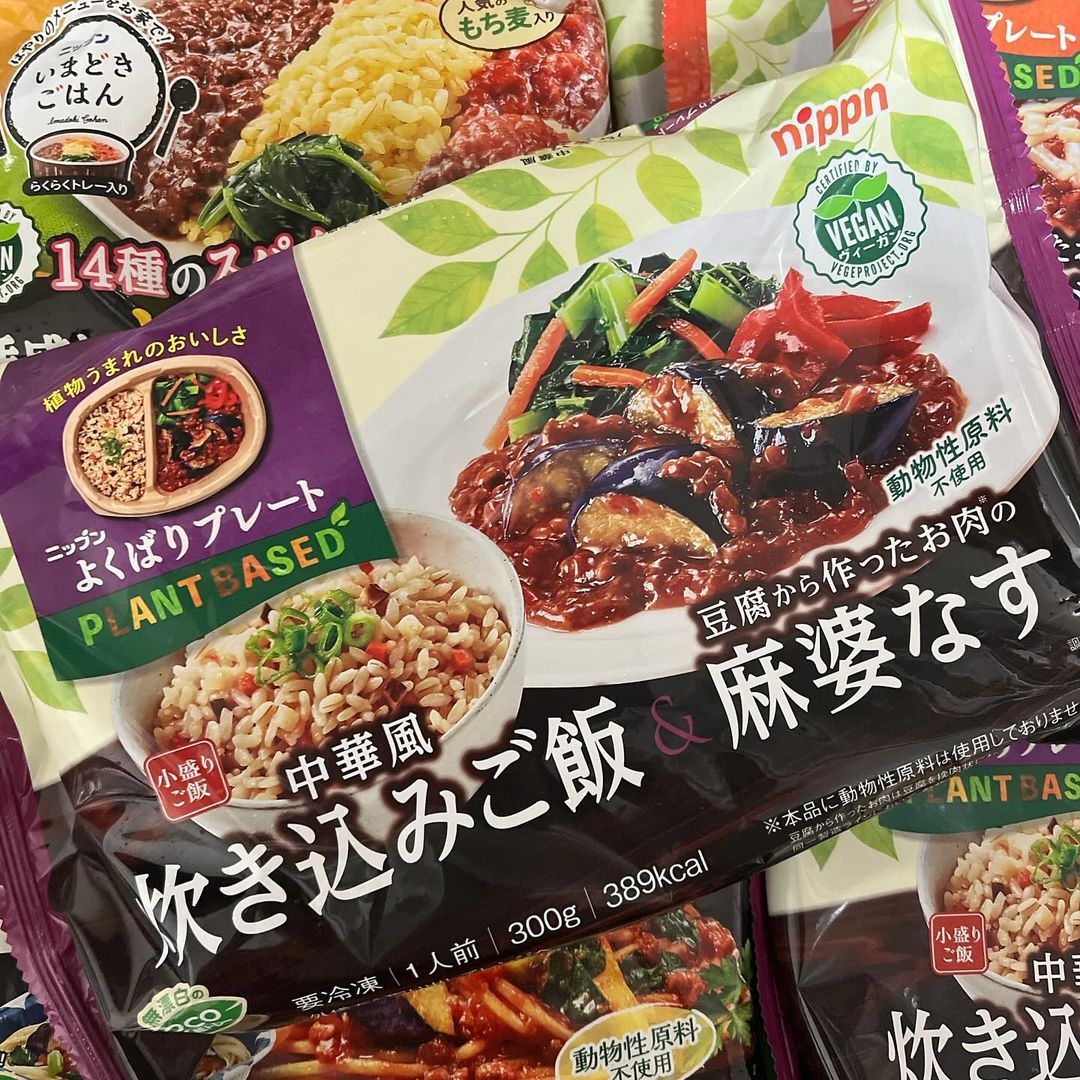 はやりのメニューをお家で!
ニップン
いまどき
ごはん
Imadoki Gohan
らくらくトレー入り
人気の
もち麦入り
14種のスパ
プレート
nippn
CERTIFIED BY
VEGAN
ヴィーガン
VEGEPROJECT.ORG
植物うまれのおいしさ
ニップン
よくばりプレート
PLANT BASED
動物性原料
不使用
豆腐から作ったお肉の※
麻婆なす
&
中華風
炊き込みご飯
小盛り
ご飯
※本品に動物性原料は使用しておりませ
要冷凍 | 1人前 | 300g | 389kcal
動物性原料
不使用
PLANT BAS
小盛り
ご飯
中
炊き込